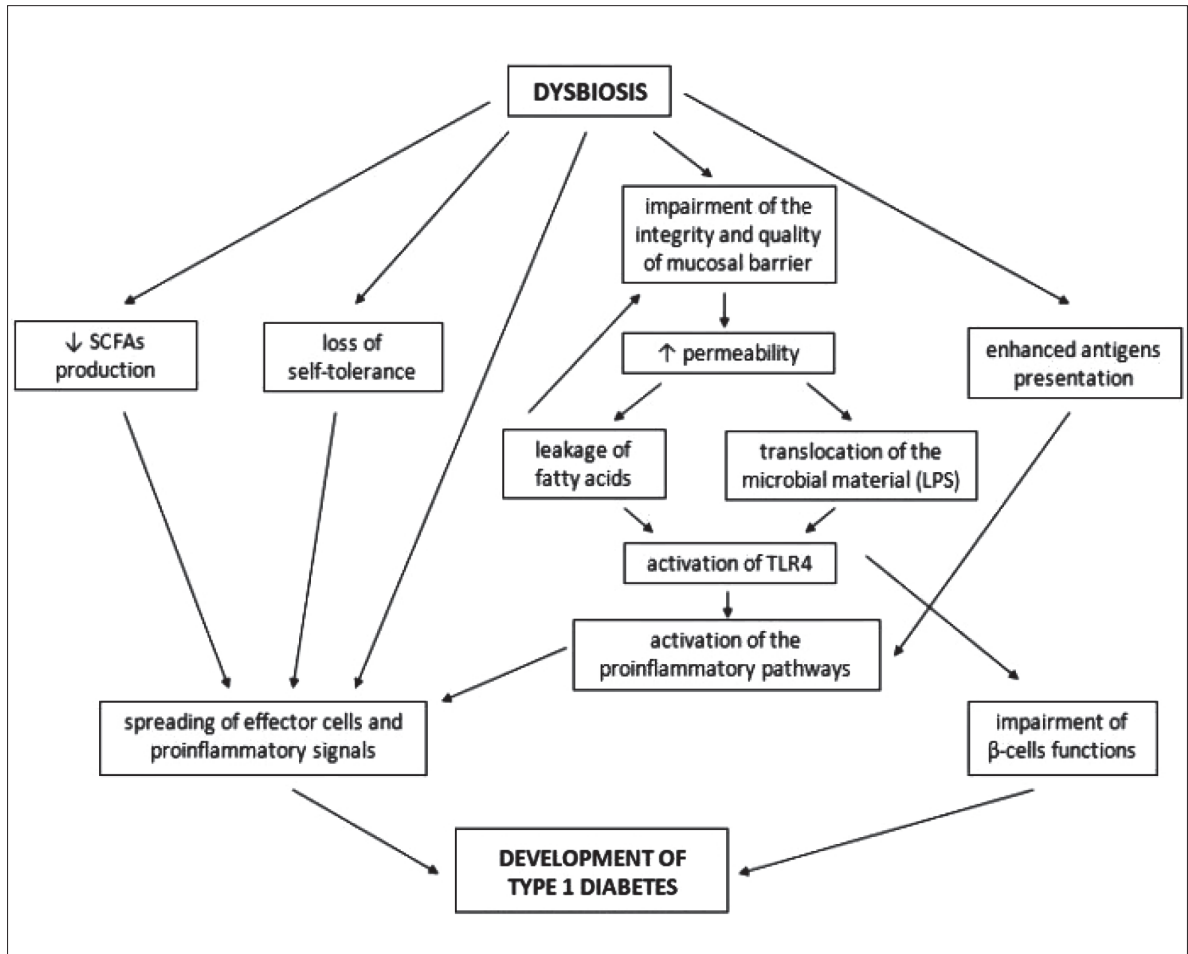 DYSBIOSIS
impairment of the
integrity and quality
of mucosal barrier
↓ SCFAs
production
loss of
self-tolerance
↑ permeability
enhanced antigens
presentation
leakage of
fatty acids
translocation of the
microbial material (LPS)
activation of TLR4
activation of the
proinflammatory pathways
spreading of effector cells and
proinflammatory signals
impairment of
β-cells functions
DEVELOPMENT OF
TYPE 1 DIABETES